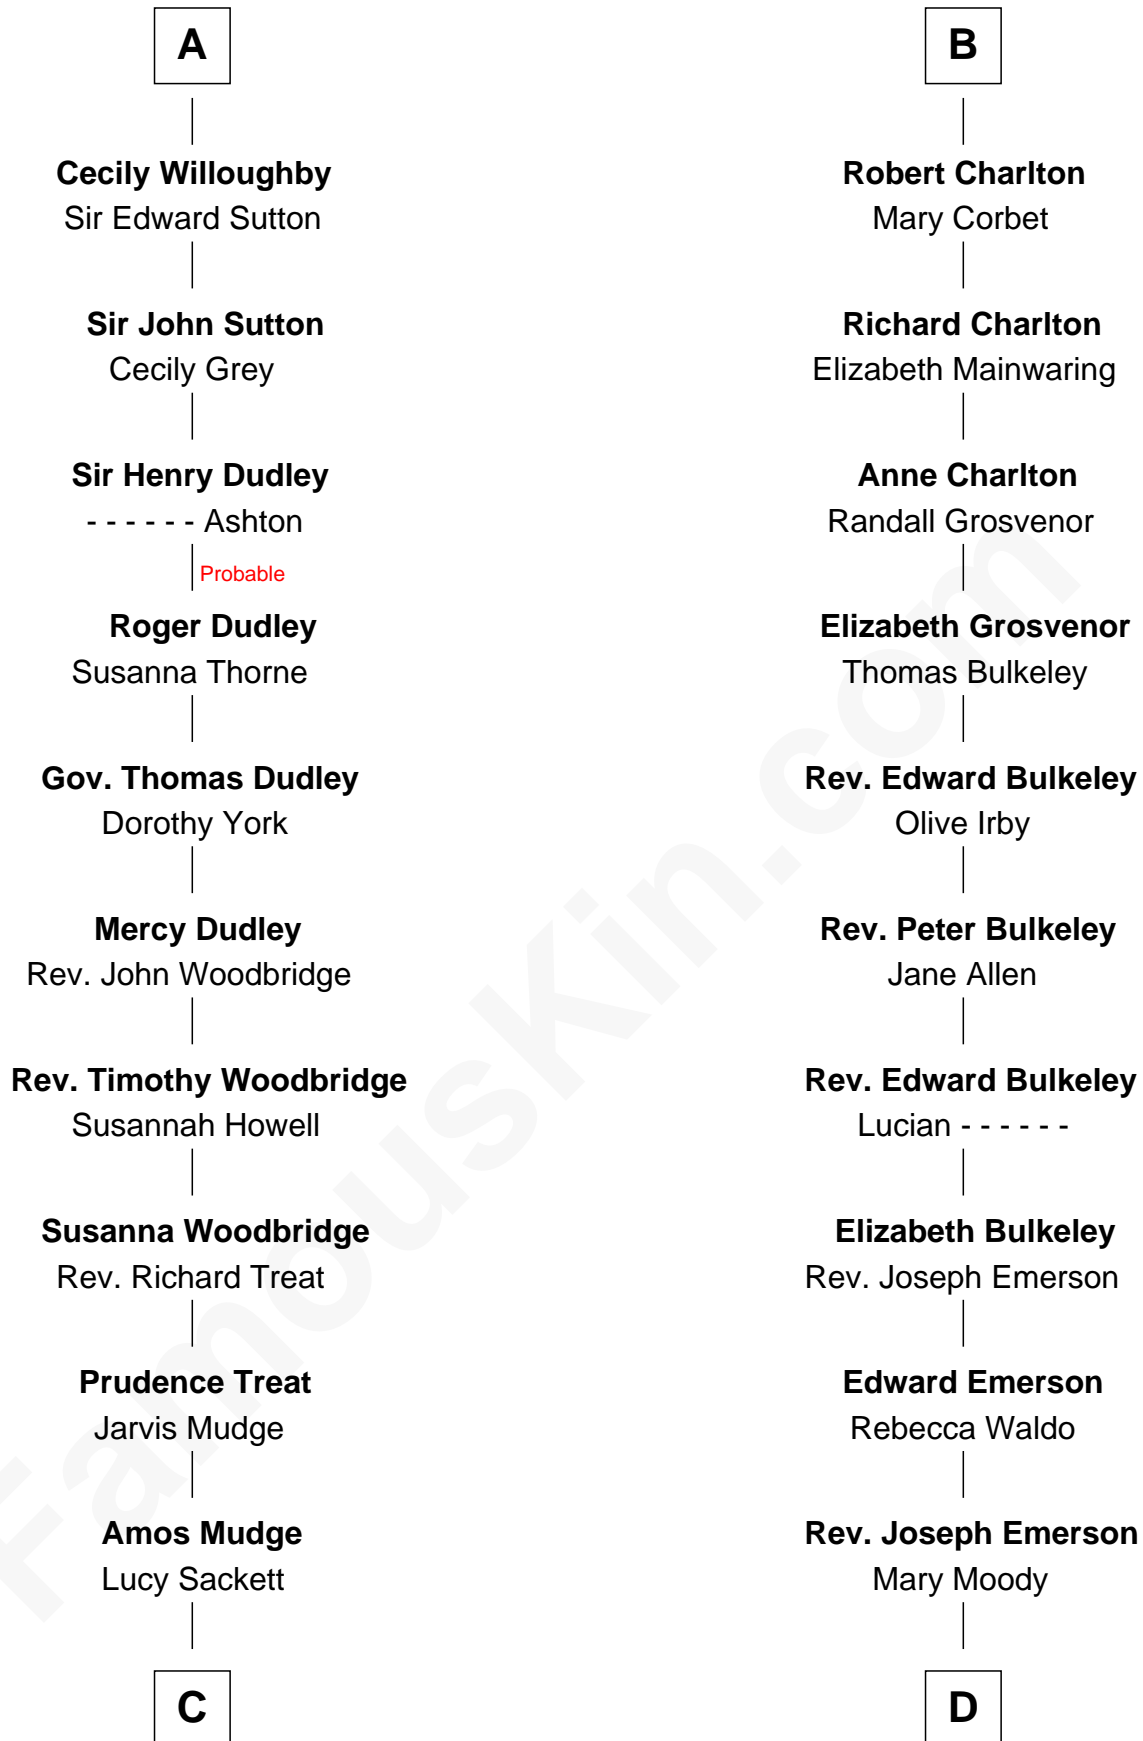 A
Cecily Willoughby
Sir Edward Sutton
Sir John Sutton
Cecily Grey
Sir Henry Dudley
- - - - - - Ashton
Probable
Roger Dudley
Susanna Thorne
Gov. Thomas Dudley
Dorothy York
Mercy Dudley
Rev. John Woodbridge
Rev. Timothy Woodbridge
Susannah Howell
Susanna Woodbridge
Rev. Richard Treat
Prudence Treat
Jarvis Mudge
Amos Mudge
Lucy Sackett
C
B
Robert Charlton
Mary Corbet
Richard Charlton
Elizabeth Mainwaring
Anne Charlton
Randall Grosvenor
Elizabeth Grosvenor
Thomas Bulkeley
Rev. Edward Bulkeley
Olive Irby
Rev. Peter Bulkeley
Jane Allen
Rev. Edward Bulkeley
Lucian - - - - - -
Elizabeth Bulkeley
Rev. Joseph Emerson
Edward Emerson
Rebecca Waldo
Rev. Joseph Emerson
Mary Moody
D
FamousKin.com